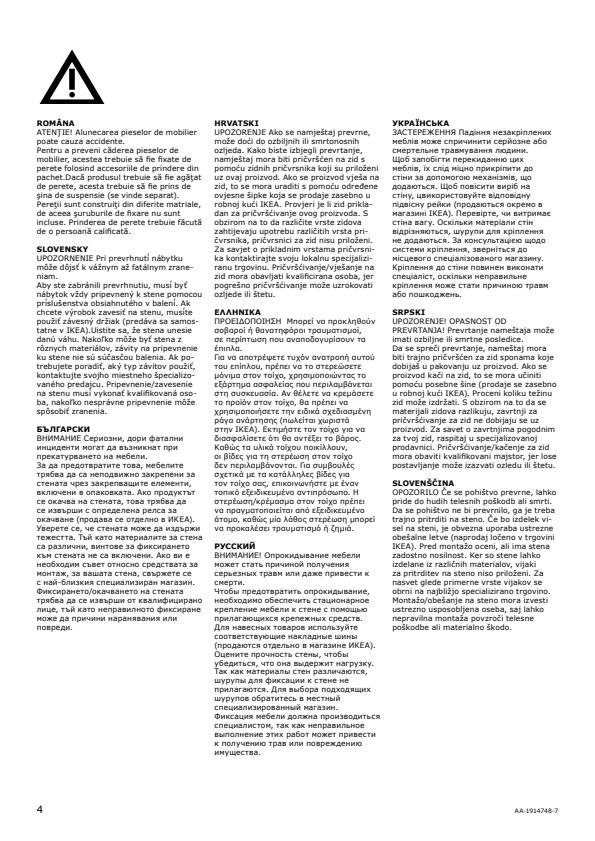 ROMÂNA
ATENŢIE! Alunecarea pieselor de mobilier
poate cauza accidente.
Pentru a preveni căderea pieselor de
mobilier, acestea trebuie să fie fixate de
perete folosind accesoriile de prindere din
pachet.Dacă produsul trebuie să fie agăţat
de perete, acesta trebuie să fie prins de
şina de suspensie (se vinde separat).
Pereţii sunt construiţi din diferite matriale,
de aceea şuruburile de fixare nu sunt
incluse. Prinderea de perete trebuie făcută
de o persoană calificată.

SLOVENSKY
UPOZORNENIE Pri prevrhnutí nábytku
môže dôjsť k vážnym až fatálnym zrane-
niam.
Aby ste zabránili prevrhnutiu, musí byť
nábytok vždy pripevnený k stene pomocou
príslušenstva obsiahnutého v balení. Ak
chcete výrobok zavesiť na stenu, musíte
použiť závesný držiak (predáva sa samos-
tatne v IKEA).Uistite sa, že stena unesie
danú váhu. Nakoľko môže byť stena z
rôznych materiálov, závity na pripevnenie
ku stene nie sú súčasťou balenia. Ak po-
trebujete poradiť, aký typ závitov použiť,
kontaktujte svojho miestneho špecializo-
vaného predajcu. Pripevnenie/zavesenie
na stenu musí vykonať kvalifikovaná oso-
ba, nakoľko nesprávne pripevnenie môže
spôsobiť zranenia.

БЪЛГАРСКИ
ВНИМАНИЕ Сериозни, дори фатални
инциденти могат да възникнат при
прекатурването на мебели.
За да предотвратите това, мебелите
трябва да са неподвижно закрепени за
стената чрез закрепващите елементи,
включени в опаковката. Ако продуктът
се окачва на стената, това трябва да
се извърши с определена релса за
окачване (продава се отделно в ИКЕА).
Уверете се, че стената може да издържи
тежестта. Тъй като материалите за стена
са различни, винтове за фиксирането
към стената не са включени. Ако ви е
необходим съвет относно средствата за
монтаж, за вашата стена, свържете се
с най-близкия специализиран магазин.
Фиксирането/окачването на стената
трябва да се извърши от квалифицирано
лице, тъй като неправилното фиксиране
може да причини наранявания или
повреди.

HRVATSKI
UPOZORENJE Ako se namještaj prevrne,
može doći do ozbiljnih ili smrtonosnih
ozljeda. Kako biste izbjegli prevrtanje,
namještaj mora biti pričvršćen na zid s
pomoću zidnih pričvrsnika koji su priloženi
uz ovaj proizvod. Ako se proizvod vješa na
zid, to se mora uraditi s pomoću određene
ovjesne šipke koja se prodaje zasebno u
robnoj kući IKEA. Provjeri je li zid prikla-
dan za pričvršćivanje ovog proizvoda. S
obzirom na to da različite vrste zidova
zahtijevaju upotrebu različitih vrsta pri-
čvrsnika, pričvrsnici za zid nisu priloženi.
Za savjet o prikladnim vrstama pričvrsni-
ka kontaktirajte svoju lokalnu specijalizi-
ranu trgovinu. Pričvršćivanje/vješanje na
zid mora obavljati kvalificirana osoba, jer
pogrešno pričvršćivanje može uzrokovati
ozljede ili štetu.

ΕΛΛΗΝΙΚΑ
ΠΡΟΕΙΔΟΠΟΙΗΣΗ  Μπορεί να προκληθούν
σοβαροί ή θανατηφόροι τραυματισμοί,
σε περίπτωση που αναποδογυρίσουν τα
έπιπλα.
Για να αποτρέψετε τυχόν ανατροπή αυτού
του επίπλου, πρέπει να το στερεώσετε
μόνιμα στον τοίχο, χρησιμοποιώντας το
εξάρτημα ασφαλείας που περιλαμβάνεται
στη συσκευασία. Αν θέλετε να κρεμάσετε
το προϊόν στον τοίχο, θα πρέπει να
χρησιμοποιήσετε την ειδικά σχεδιασμένη
ράγα ανάρτησης (πωλείται χωριστά
στην ΙΚΕΑ). Εκτιμήστε τον τοίχο για να
διασφαλίσετε ότι θα αντέξει το βάρος.
Καθώς τα υλικά τοίχου ποικίλλουν,
οι βίδες για τη στερέωση στον τοίχο
δεν περιλαμβάνονται. Για συμβουλές
σχετικά με τα κατάλληλες βίδες για
τον τοίχο σας, επικοινωνήστε με έναν
τοπικό εξειδικευμένο αντιπρόσωπο. Η
στερέωση/κρέμασμα στον τοίχο πρέπει
να πραγματοποιείται από εξειδικευμένο
άτομο, καθώς μία λάθος στερέωση μπορεί
να προκαλέσει τραυματισμό ή ζημιά.

РУССКИЙ
ВНИМАНИЕ! Опрокидывание мебели
может стать причиной получения
серьезных травм или даже привести к
смерти.
Чтобы предотвратить опрокидывание,
необходимо обеспечить стационарное
крепление мебели к стене с помощью
прилагающихся крепежных средств.
Для навесных товаров используйте
соответствующие накладные шины
(продаются отдельно в магазине ИКЕА).
Оцените прочность стены, чтобы
убедиться, что она выдержит нагрузку.
Так как материалы стен различаются,
шурупы для фиксации к стене не
прилагаются. Для выбора подходящих
шурупов обратитесь в местный
специализированный магазин.
Фиксация мебели должна производиться
специалистом, так как неправильное
выполнение этих работ может привести
к получению трав или повреждению
имущества.

УКРАЇНСЬКА
ЗАСТЕРЕЖЕННЯ Падіння незакріплених
меблів може спричинити серйозне або
смертельне травмування людини.
Щоб запобігти перекиданню цих
меблів, їх слід міцно прикріпити до
стіни за допомогою механізмів, що
додаються. Щоб повісити виріб на
стіну, цвикористовуйте відповідну
підвісну рейки (продаються окремо в
магазині IKEA). Перевірте, чи витримає
стіна вагу. Оскільки матеріали стін
відрізняються, шурупи для кріплення
не додаються. За консультацією щодо
системи кріплення, зверніться до
місцевого спеціалізованого магазину.
Кріплення до стіни повинен виконати
спеціаліст, оскільки неправильне
кріплення може стати причиною травм
або пошкоджень.

SRPSKI
UPOZORENJE! OPASNOST OD
PREVRTANJA! Prevrtanje nameštaja može
imati ozbiljne ili smrtne posledice.
Da se spreči prevrtanje, nameštaj mora
biti trajno pričvršćen za zid sponama koje
dobijaš u pakovanju uz proizvod. Ako se
proizvod kači na zid, to se mora učiniti
pomoću posebne šine (prodaje se zasebno
u robnoj kući IKEA). Proceni koliku težinu
zid može izdržati. S obzirom na to da se
materijali zidova razlikuju, zavrtnji za
pričvršćivanje za zid ne dobijaju se uz
proizvod. Za savet o zavrtnjima pogodnim
za tvoj zid, raspitaj u specijalizovanoj
prodavnici. Pričvršćivanje/kačenje za zid
mora obaviti kvalifikovani majstor, jer lose
postavljanje može izazvati ozledu ili štetu.

SLOVENŠČINA
OPOZORILO Če se pohištvo prevrne, lahko
pride do hudih telesnih poškodb ali smrti.
Da se pohištvo ne bi prevrnilo, ga je treba
trajno pritrditi na steno. Če bo izdelek vi-
sel na steni, je obvezna uporaba ustrezne
obešalne letve (naprodaj ločeno v trgovini
IKEA). Pred montažo oceni, ali ima stena
zadostno nosilnost. Ker so stene lahko
izdelane iz različnih materialov, vijaki
za pritrditev na steno niso priloženi. Za
nasvet glede primerne vrste vijakov se
obrni na najbližjo specializirano trgovino.
Montažo/obešanje na steno mora izvesti
ustrezno usposobljena oseba, saj lahko
nepravilna montaža povzroči telesne
poškodbe ali materialno škodo.

4
AA-1914748-7